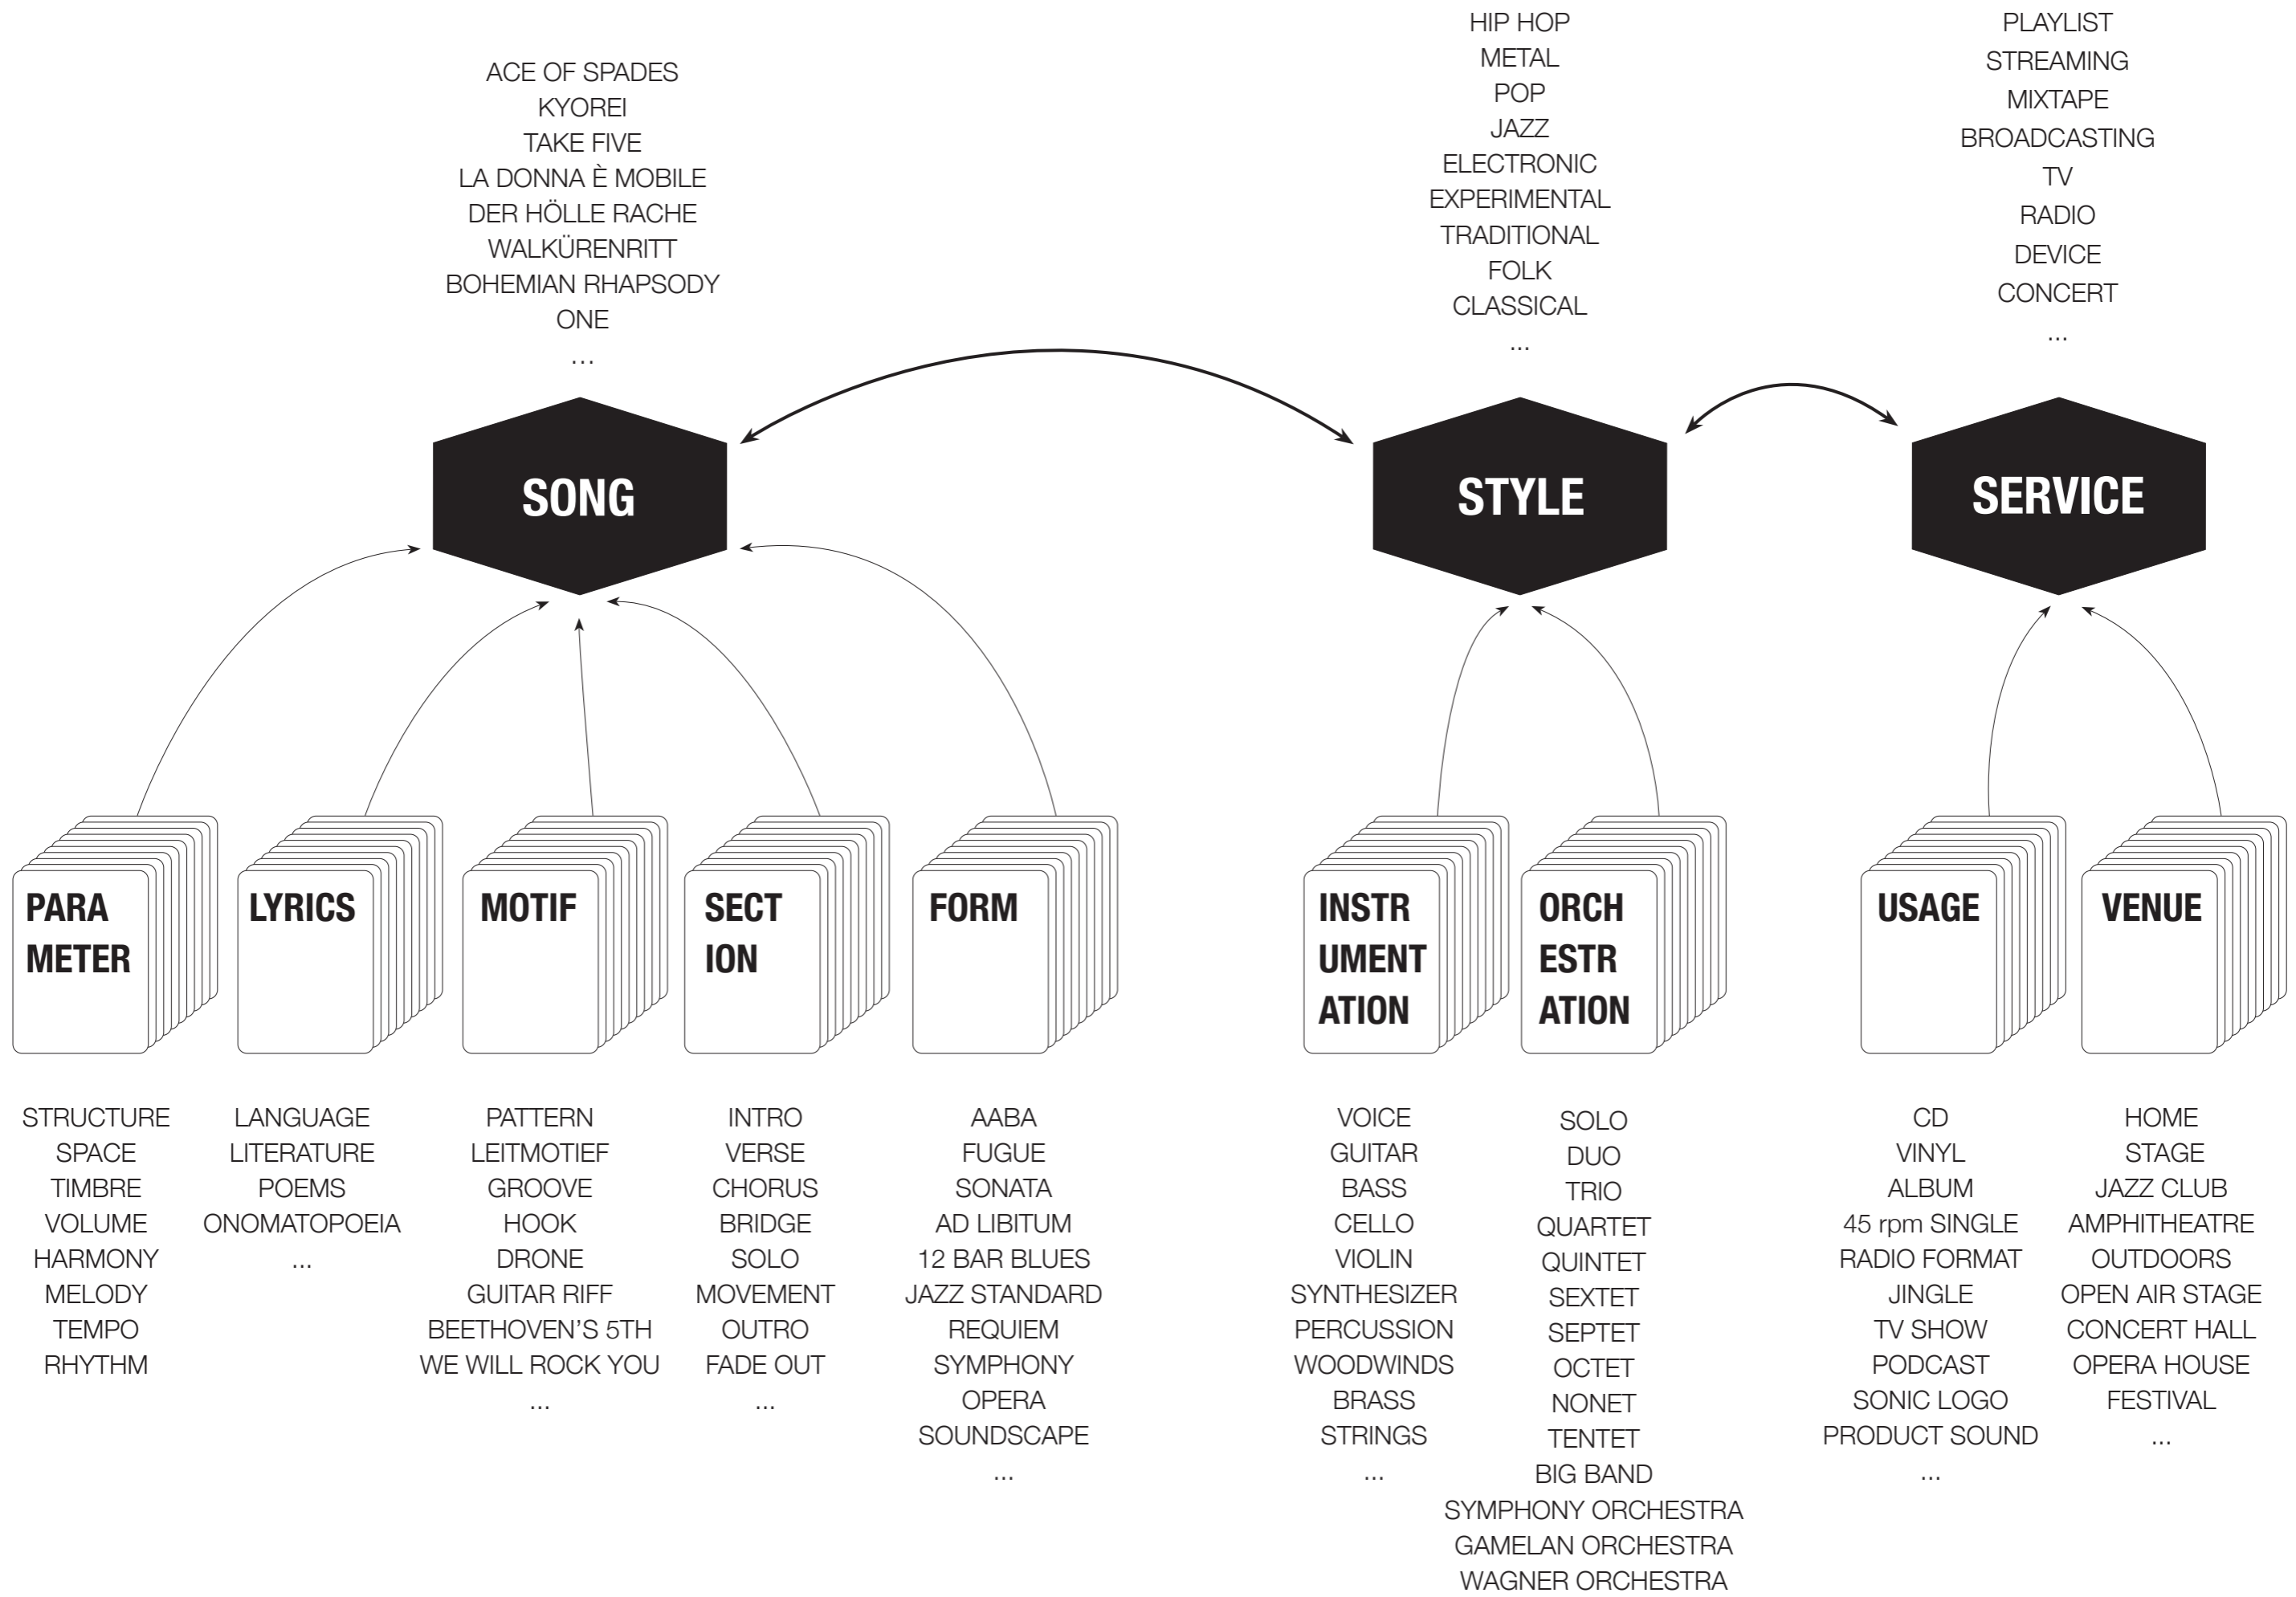 ACE OF SPADES
KYOREI
TAKE FIVE
LA DONNA È MOBILE
DER HÖLLE RACHE
WALKÜRENRITT
BOHEMIAN RHAPSODY
ONE
...
HIP HOP
METAL
POP
JAZZ
ELECTRONIC
EXPERIMENTAL
TRADITIONAL
FOLK
CLASSICAL
...
PLAYLIST
STREAMING
MIXTAPE
BROADCASTING
TV
RADIO
DEVICE
CONCERT
...
SONG
STYLE
SERVICE
PARA
METER
LYRICS
MOTIF
SECT
ION
FORM
INSTR
UMENT
ATION
ORCH
ESTR
ATION
USAGE
VENUE
STRUCTURE
SPACE
TIMBRE
VOLUME
HARMONY
MELODY
TEMPO
RHYTHM
LANGUAGE
LITERATURE
POEMS
ONOMATOPOEIA
...
PATTERN
LEITMOTIEF
GROOVE
HOOK
DRONE
GUITAR RIFF
BEETHOVEN'S 5TH
WE WILL ROCK YOU
...
INTRO
VERSE
CHORUS
BRIDGE
SOLO
MOVEMENT
OUTRO
FADE OUT
...
AABA
FUGUE
SONATA
AD LIBITUM
12 BAR BLUES
JAZZ STANDARD
REQUIEM
SYMPHONY
OPERA
SOUNDSCAPE
...
VOICE
GUITAR
BASS
CELLO
VIOLIN
SYNTHESIZER
PERCUSSION
WOODWINDS
BRASS
STRINGS
...
SOLO
DUO
TRIO
QUARTET
QUINTET
SEXTET
SEPTET
OCTET
NONET
TENTET
BIG BAND
SYMPHONY ORCHESTRA
GAMELAN ORCHESTRA
WAGNER ORCHESTRA
CD
VINYL
ALBUM
45 rpm SINGLE
RADIO FORMAT
JINGLE
TV SHOW
PODCAST
SONIC LOGO
PRODUCT SOUND
...
HOME
STAGE
JAZZ CLUB
AMPHITHEATRE
OUTDOORS
OPEN AIR STAGE
CONCERT HALL
OPERA HOUSE
FESTIVAL
...